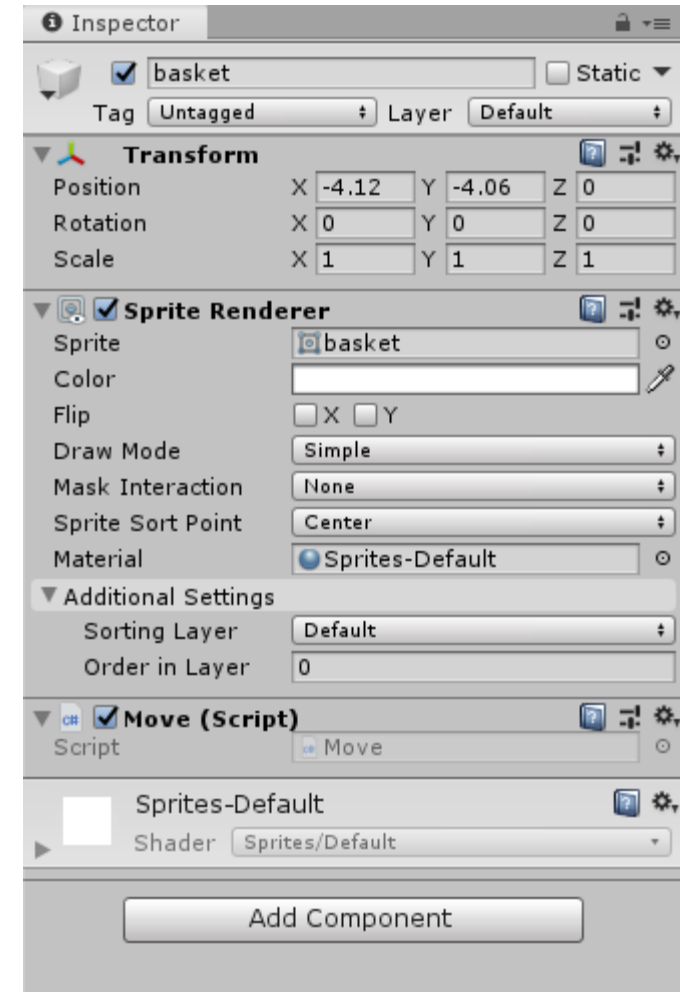 Inspector
basket Static
Tag Untagged Layer Default
Transform
Position X -4.12 Y -4.06 Z 0
Rotation X 0 Y 0 Z 0
Scale X 1 Y 1 Z 1
Sprite Renderer
Sprite basket
Color
Flip X Y
Draw Mode Simple
Mask Interaction None
Sprite Sort Point Center
Material Sprites-Default
Additional Settings
Sorting Layer Default
Order in Layer 0
C# Move (Script)
Script Move
Sprites-Default
Shader Sprites/Default
Add Component